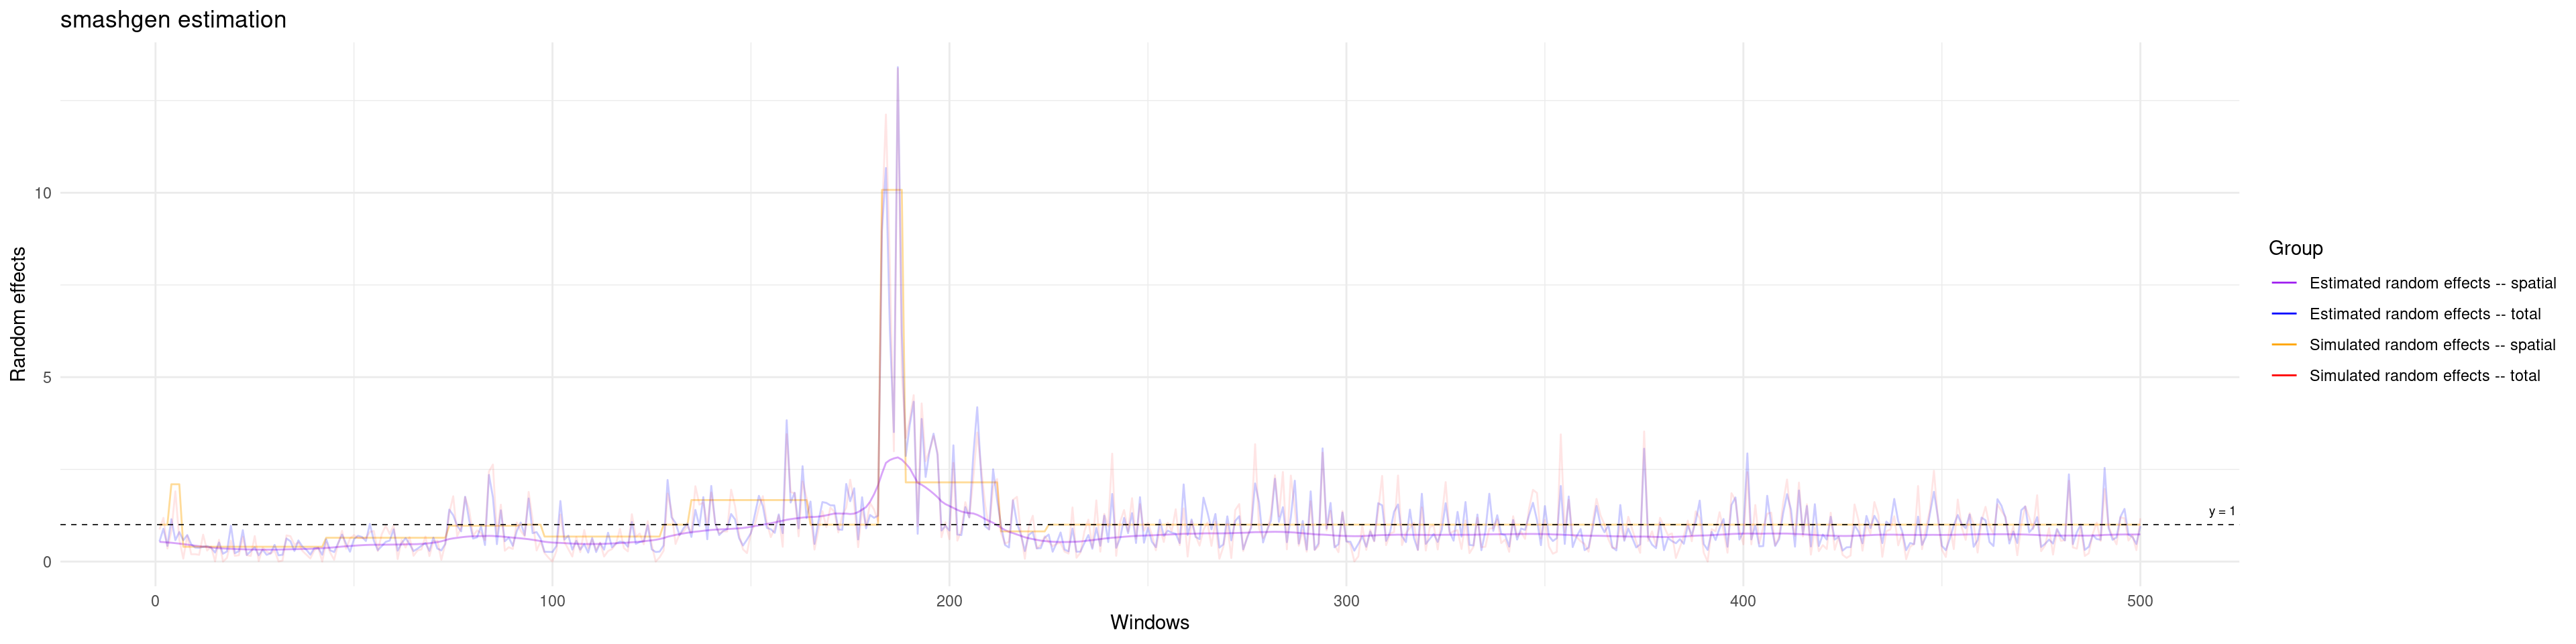 smashgen estimation
Random effects
10
5
0
y = 1
0
100
200
300
400
500
Windows
Group
Estimated random effects -- spatial
Estimated random effects -- total
Simulated random effects -- spatial
Simulated random effects -- total